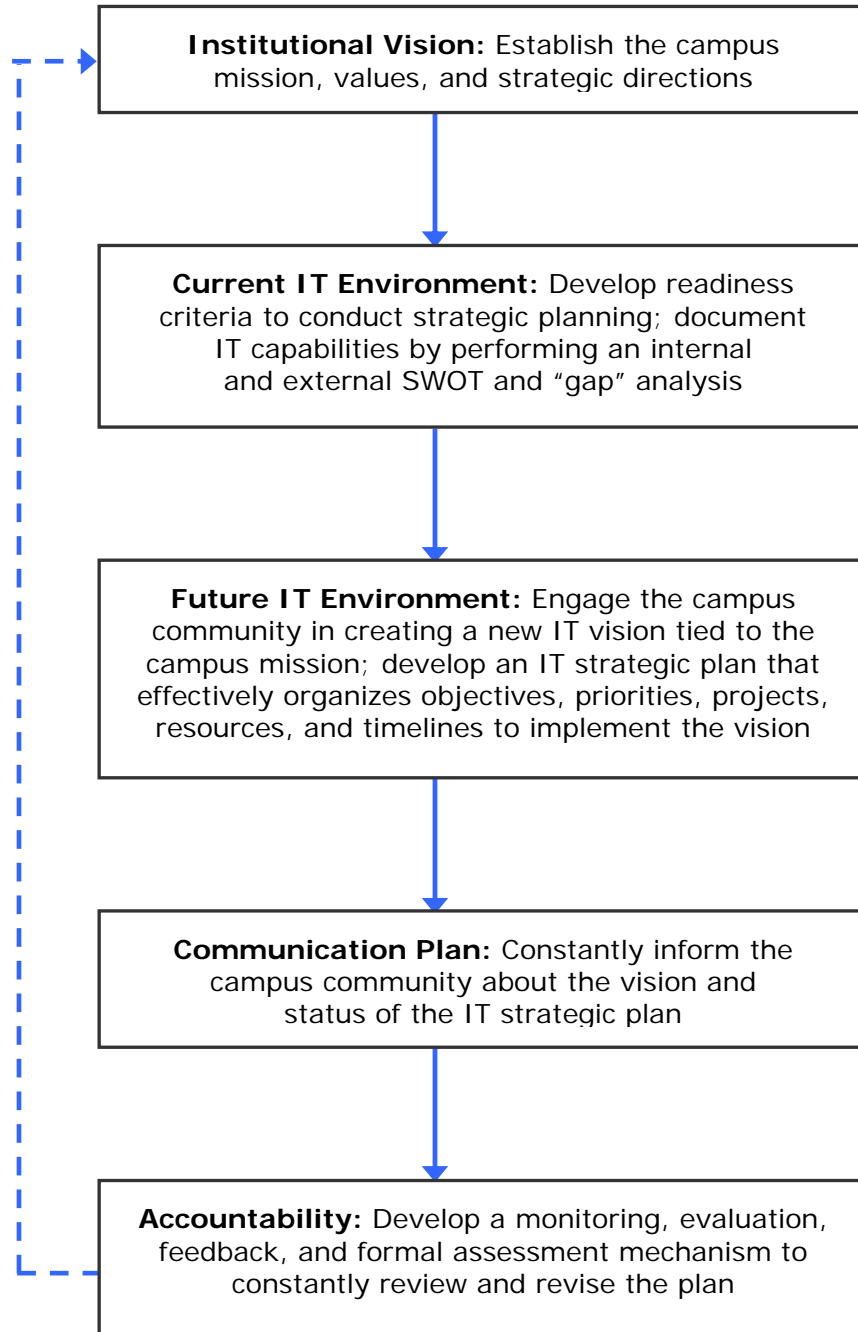 Institutional Vision: Establish the campus
mission, values, and strategic directions
Current IT Environment: Develop readiness
criteria to conduct strategic planning; document
IT capabilities by performing an internal
and external SWOT and “gap” analysis
Future IT Environment: Engage the campus
community in creating a new IT vision tied to the
campus mission; develop an IT strategic plan that
effectively organizes objectives, priorities, projects,
resources, and timelines to implement the vision
Communication Plan: Constantly inform the
campus community about the vision and
status of the IT strategic plan
Accountability: Develop a monitoring, evaluation,
feedback, and formal assessment mechanism to
constantly review and revise the plan